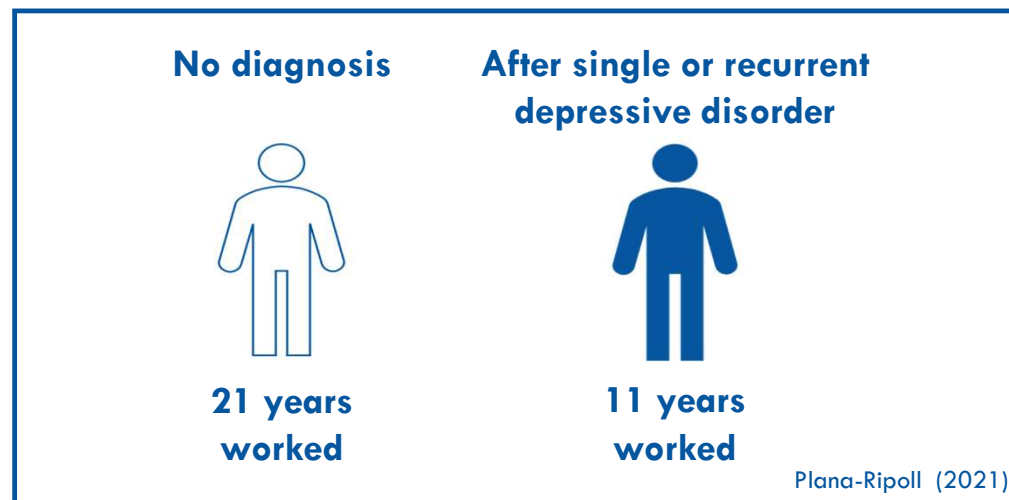 No diagnosis
After single or recurrent
depressive disorder
21 years
worked
11 years
worked
Plana-Ripoll (2021)